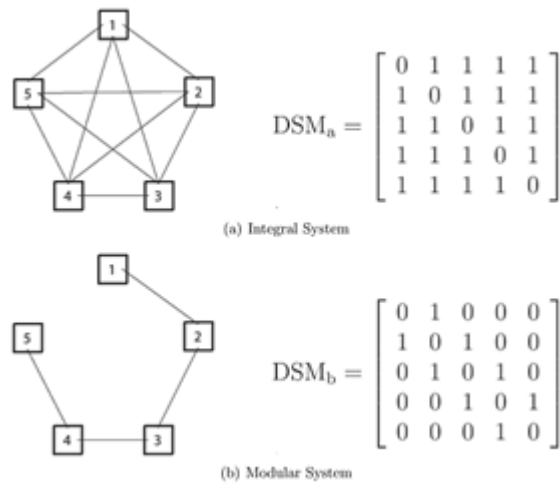 1
5
2
4
3
DSMa =
0 1 1 1 1
1 0 1 1 1
1 1 0 1 1
1 1 1 0 1
1 1 1 1 0
(a) Integral System
1
5
2
4
3
DSMb =
0 1 0 0 0
1 0 1 0 0
0 1 0 1 0
0 0 1 0 1
0 0 0 1 0
(b) Modular System